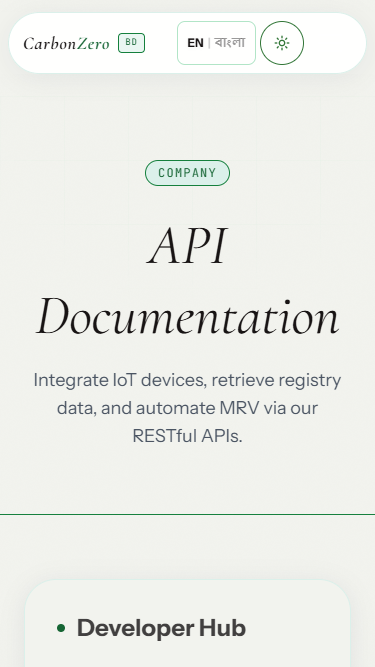 CarbonZero BD EN | বাংলা
COMPANY
API
Documentation
Integrate IoT devices, retrieve registry
data, and automate MRV via our
RESTful APIs.
Developer Hub